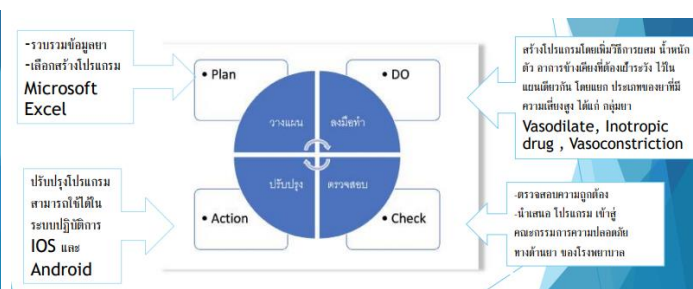 -รวบรวมข้อมูลยา
-เลือกสร้างโปรแกรม
Microsoft
Excel
• Plan
• DO
สร้างโปรแกรมโดยเพิ่มวิธีการผสม น้ำหนัก
ตัว อาการข้างเคียงที่ต้องเฝ้าระวัง ไว้ใน
แผนเดียวกัน โดยแยก ประเภทของยาที่มี
ความเสี่ยงสูง ได้แก่ กลุ่มยา
Vasodilate, Inotropic
drug , Vasoconstriction
วางแผน
ลงมือทำ
ปรับปรุง
ตรวจสอบ
ปรับปรุงโปรแกรม
สามารถใช้ได้ใน
ระบบปฏิบัติการ
IOS และ
Android
• Action
• Check
-ตรวจสอบความถูกต้อง
-นำเสนอ โปรแกรม เข้าสู่
คณะกรรมการความปลอดภัย
ทางด้านยา ของโรงพยาบาล